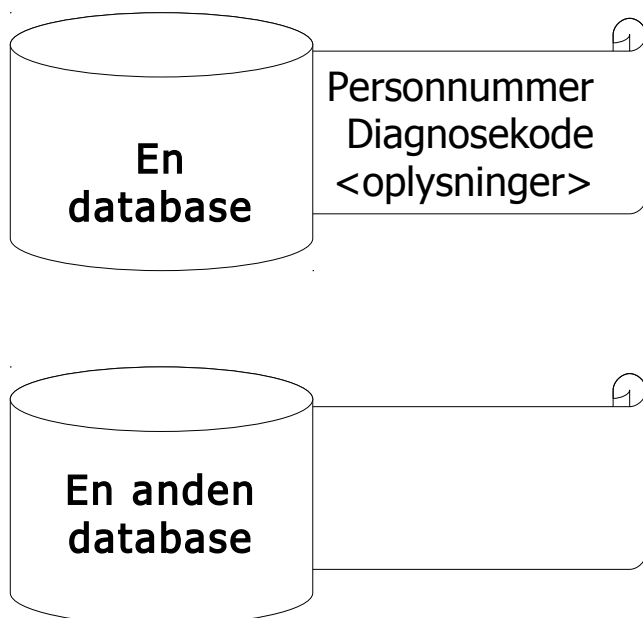 En
database
Personnummer
Diagnosekode
<oplysninger>
En anden
database